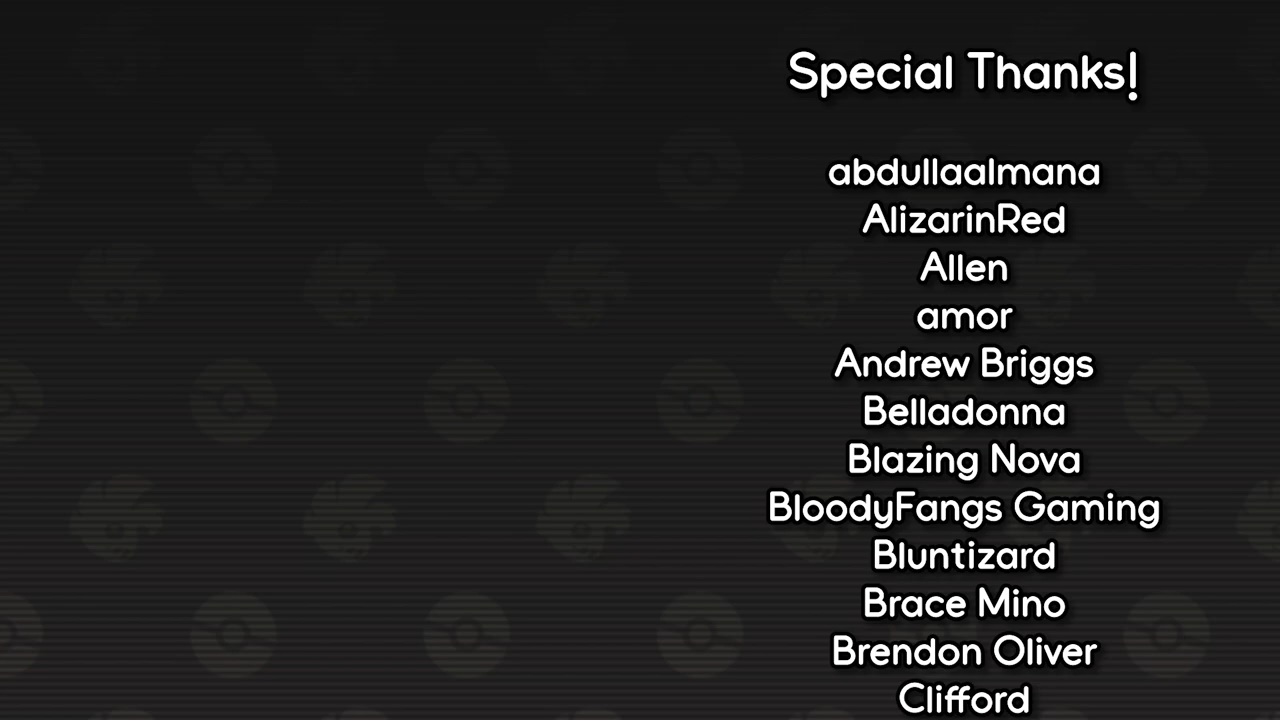 Special Thanks!
abdullaalmana
AlizarinRed
Allen
amor
Andrew Briggs
Belladonna
Blazing Nova
BloodyFangs Gaming
Bluntizard
Brace Mino
Brendon Oliver
Clifford